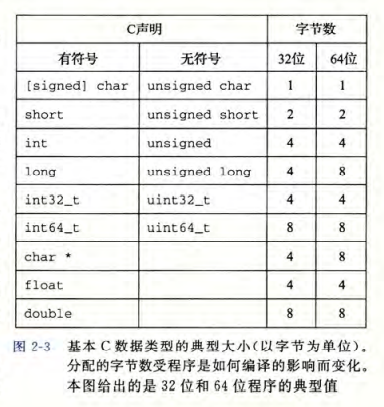 C声明 字节数
有符号 无符号 32位 64位
[signed] char unsigned char 1 1
short unsigned short 2 2
int unsigned 4 4
long unsigned long 4 8
int32_t uint32_t 4 4
int64_t uint64_t 8 8
char * 4 8
float 4 4
double 8 8
图 2-3 基本 C 数据类型的典型大小(以字节为单位)。
分配的字节数受程序是如何编译的影响而变化。
本图给出的是 32 位和 64 位程序的典型值